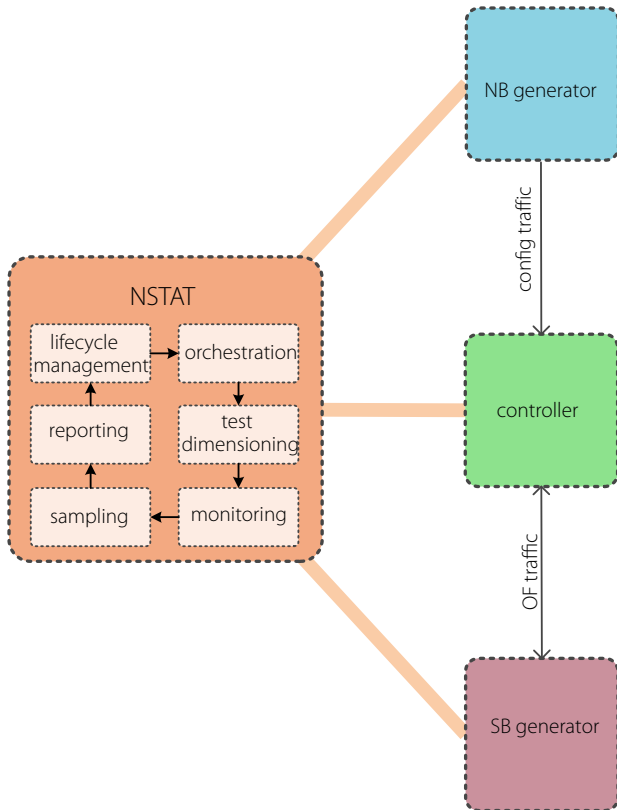 NB generator
config traffic
NSTAT
lifecycle
management
orchestration
reporting
test
dimensioning
sampling
monitoring
controller
OF traffic
SB generator